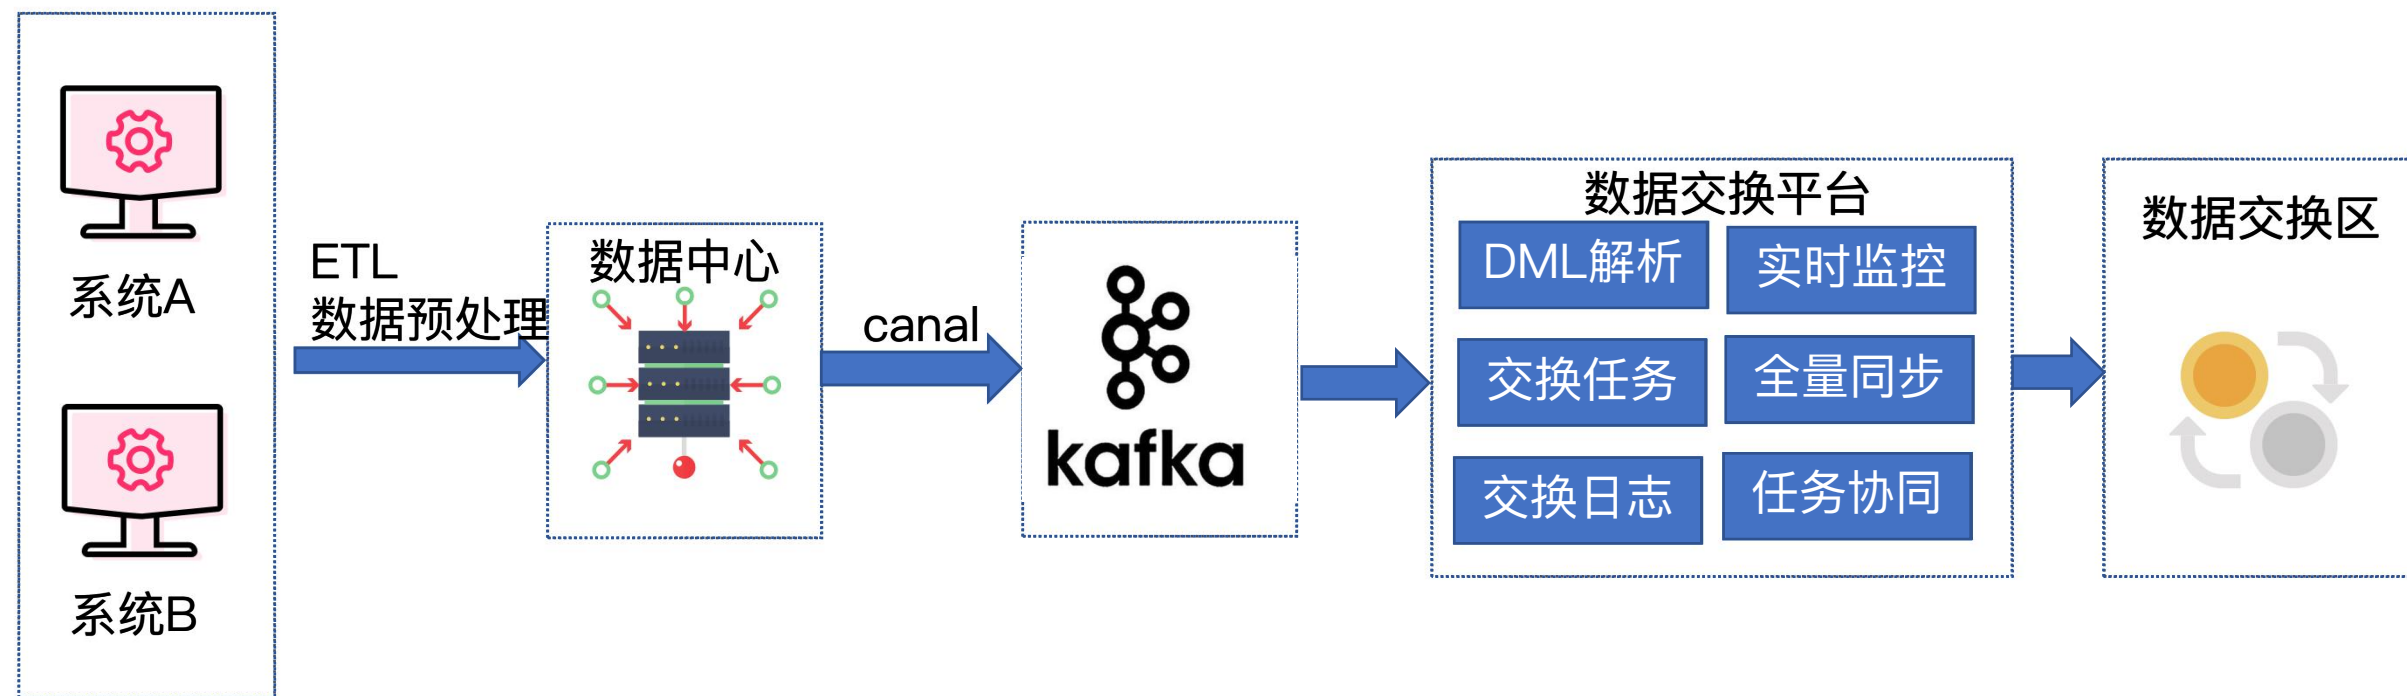 系统A
系统B
ETL
数据预处理
数据中心
canal
kafka
数据交换平台
DML解析
实时监控
交换任务
全量同步
交换日志
任务协同
数据交换区